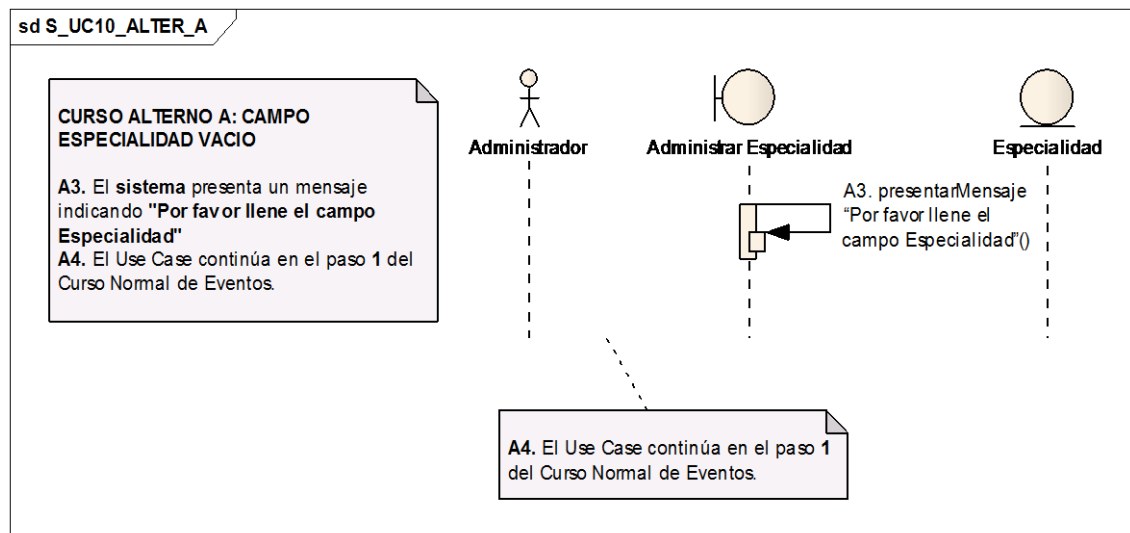 sd S_UC10_ALTER_A
CURSO ALTERNO A: CAMPO
ESPECIALIDAD VACIO
A3. El sistema presenta un mensaje
indicando "Por favor llene el campo
Especialidad"
A4. El Use Case continúa en el paso 1 del
Curso Normal de Eventos.
Administrador
Administrar Especialidad
Especialidad
A3. presentarMensaje
“Por favor llene el
campo Especialidad”()
A4. El Use Case continúa en el paso 1
del Curso Normal de Eventos.